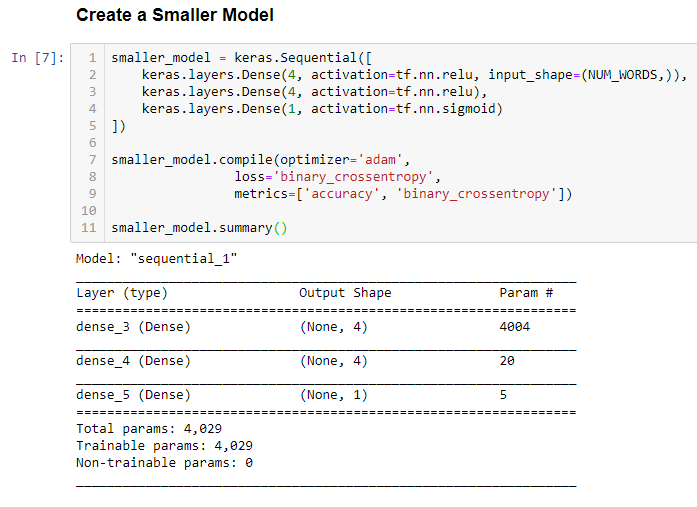 Create a Smaller Model
In [7]:
1 smaller_model = keras.Sequential([
2     keras.layers.Dense(4, activation=tf.nn.relu, input_shape=(NUM_WORDS,)),
3     keras.layers.Dense(4, activation=tf.nn.relu),
4     keras.layers.Dense(1, activation=tf.nn.sigmoid)
5 ])
6
7 smaller_model.compile(optimizer='adam',
8                 loss='binary_crossentropy',
9                 metrics=['accuracy', 'binary_crossentropy'])
10
11 smaller_model.summary()
Model: "sequential_1"
_________________________________________________________________
Layer (type)                 Output Shape              Param #
=================================================================
dense_3 (Dense)              (None, 4)                 4004
_________________________________________________________________
dense_4 (Dense)              (None, 4)                 20
_________________________________________________________________
dense_5 (Dense)              (None, 1)                 5
=================================================================
Total params: 4,029
Trainable params: 4,029
Non-trainable params: 0
_________________________________________________________________